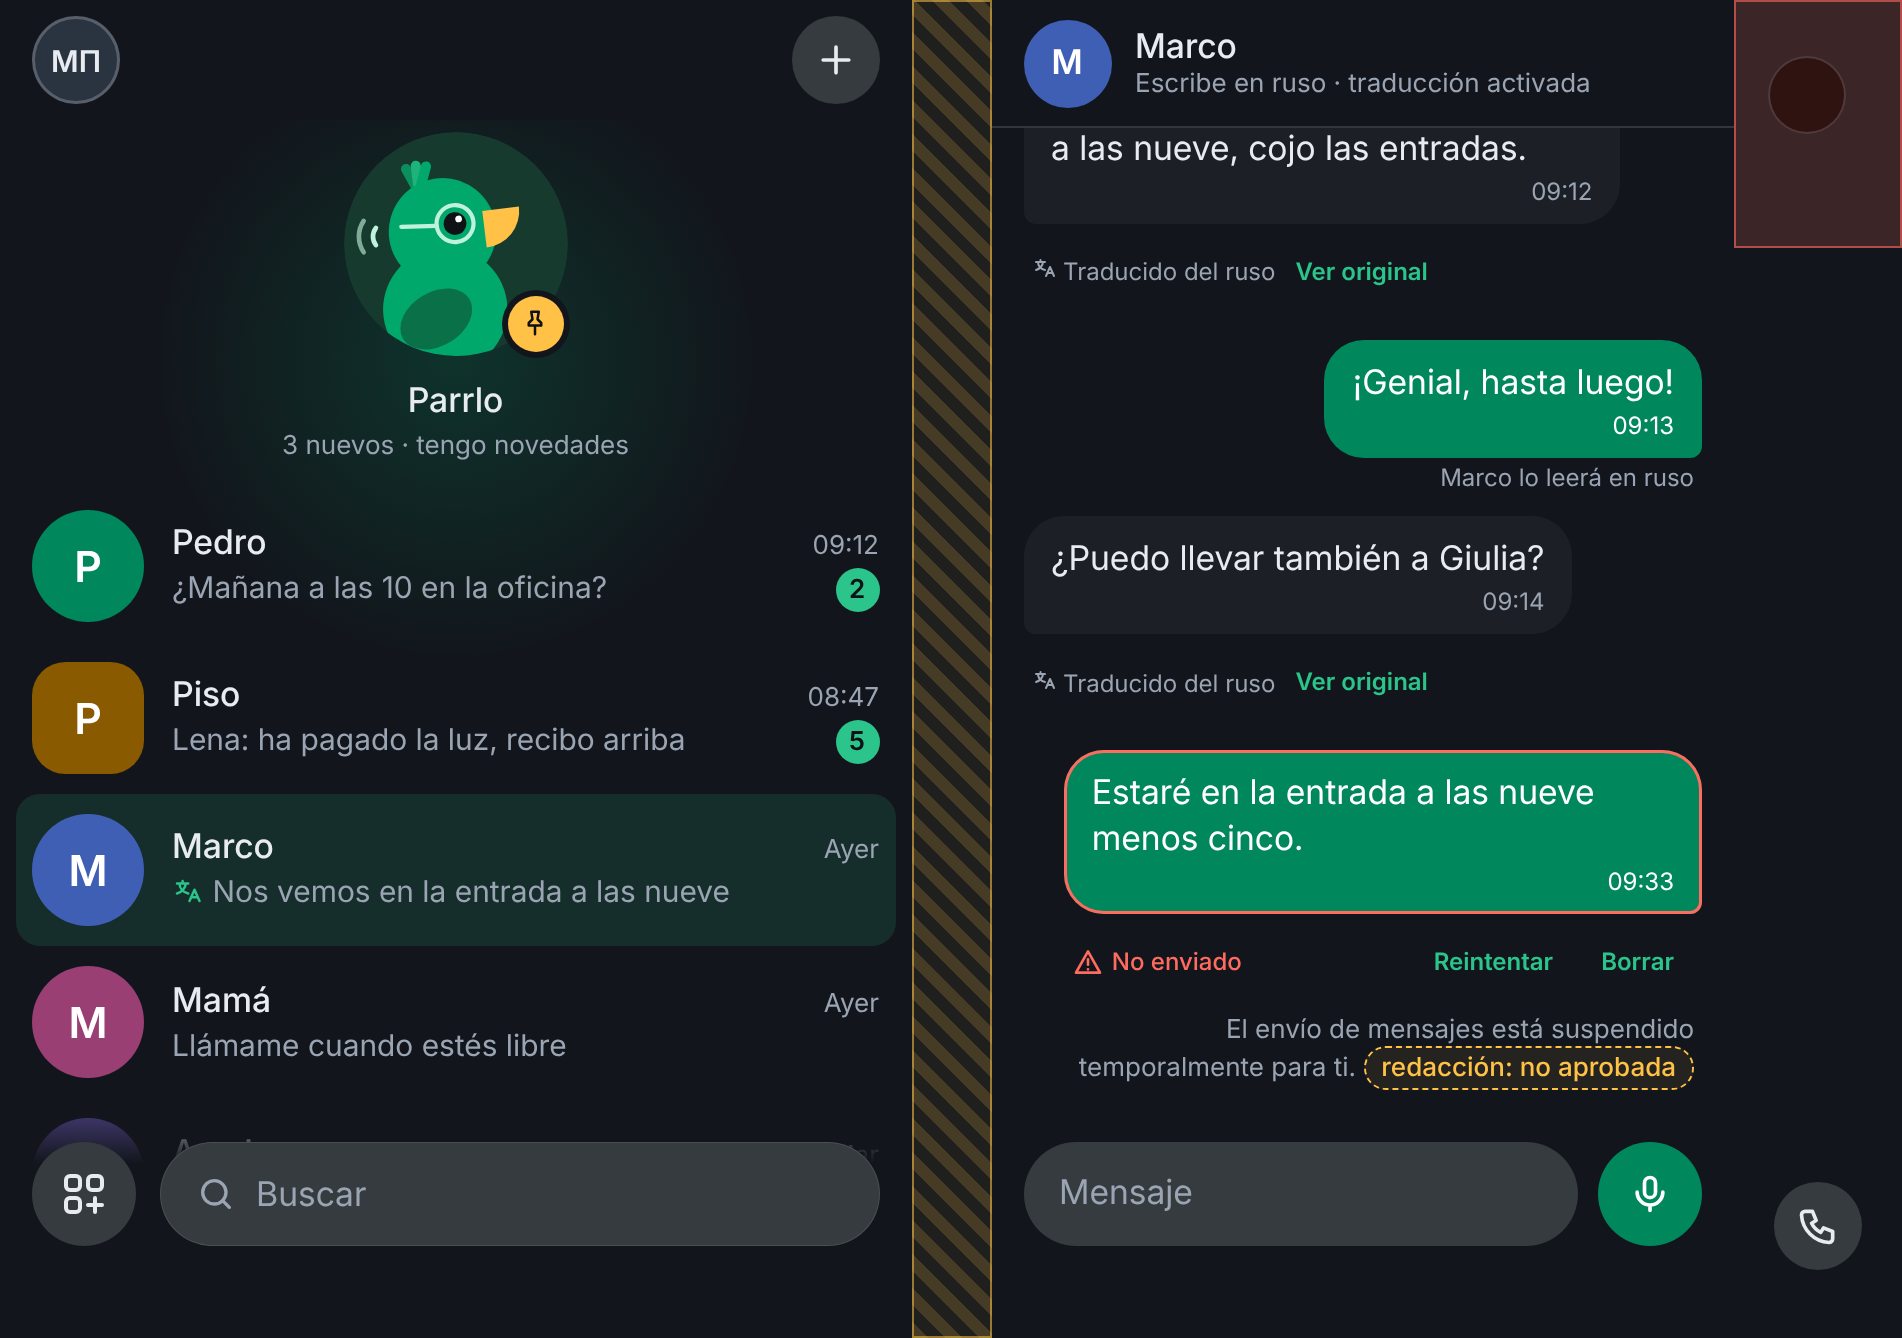 МП
Parrlo
3 nuevos · tengo novedades
P
Pedro
09:12
¿Mañana a las 10 en la oficina?
2
P
Piso
08:47
Lena: ha pagado la luz, recibo arriba
5
M
Marco
Ayer
Nos vemos en la entrada a las nueve
M
Mamá
Ayer
Llámame cuando estés libre
Buscar
M
Marco
Escribe en ruso · traducción activada
a las nueve, cojo las entradas.
09:12
Traducido del ruso Ver original
¡Genial, hasta luego!
09:13
Marco lo leerá en ruso
¿Puedo llevar también a Giulia?
09:14
Traducido del ruso Ver original
Estaré en la entrada a las nueve
menos cinco.
09:33
No enviado Reintentar Borrar
El envío de mensajes está suspendido
temporalmente para ti. redacción: no aprobada
Mensaje